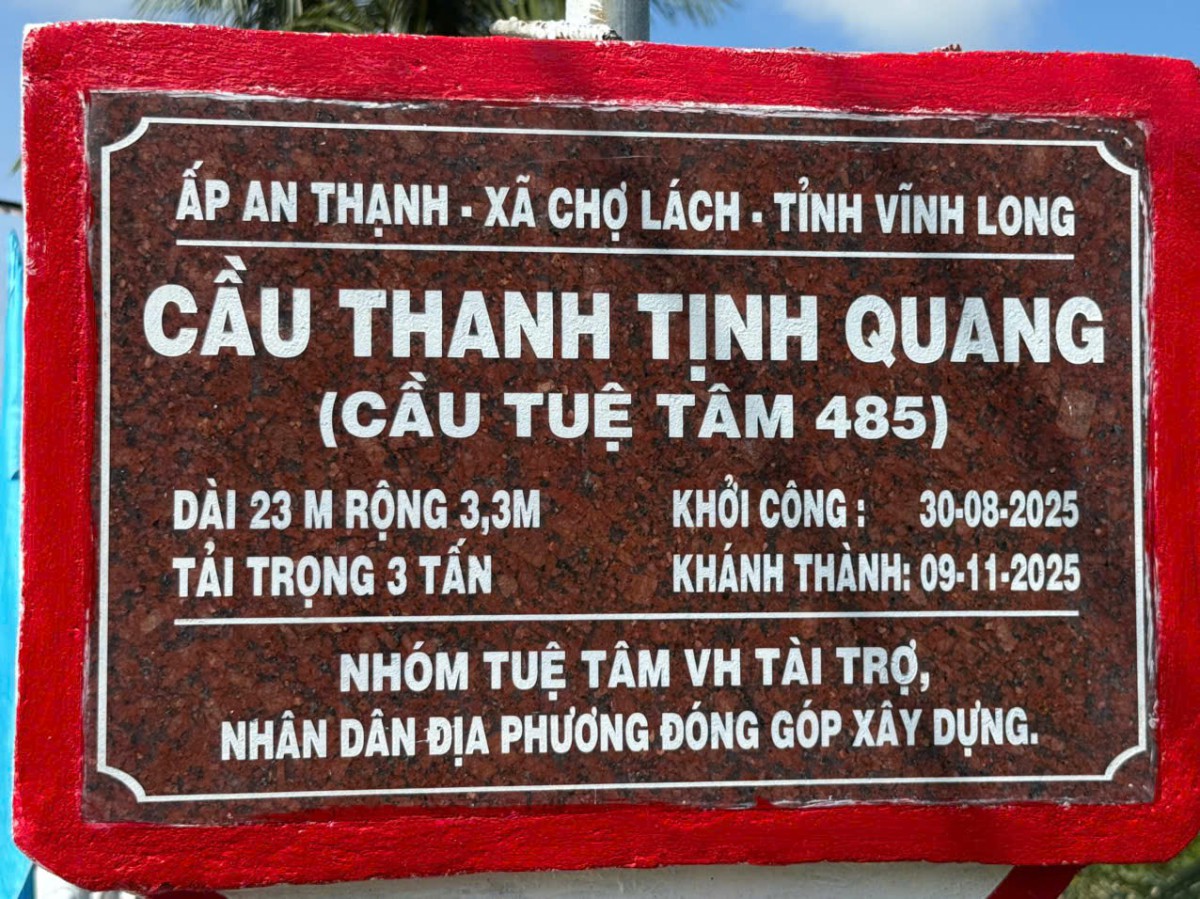 ẤP AN THẠNH - XÃ CHỢ LÁCH - TỈNH VĨNH LONG
CẦU THANH TỊNH QUANG
(CẦU TUỆ TÂM 485)
DÀI 23 M RỘNG 3,3M KHỞI CÔNG : 30-08-2025
TẢI TRỌNG 3 TẤN KHÁNH THÀNH: 09-11-2025
NHÓM TUỆ TÂM VH TÀI TRỢ,
NHÂN DÂN ĐỊA PHƯƠNG ĐÓNG GÓP XÂY DỰNG.